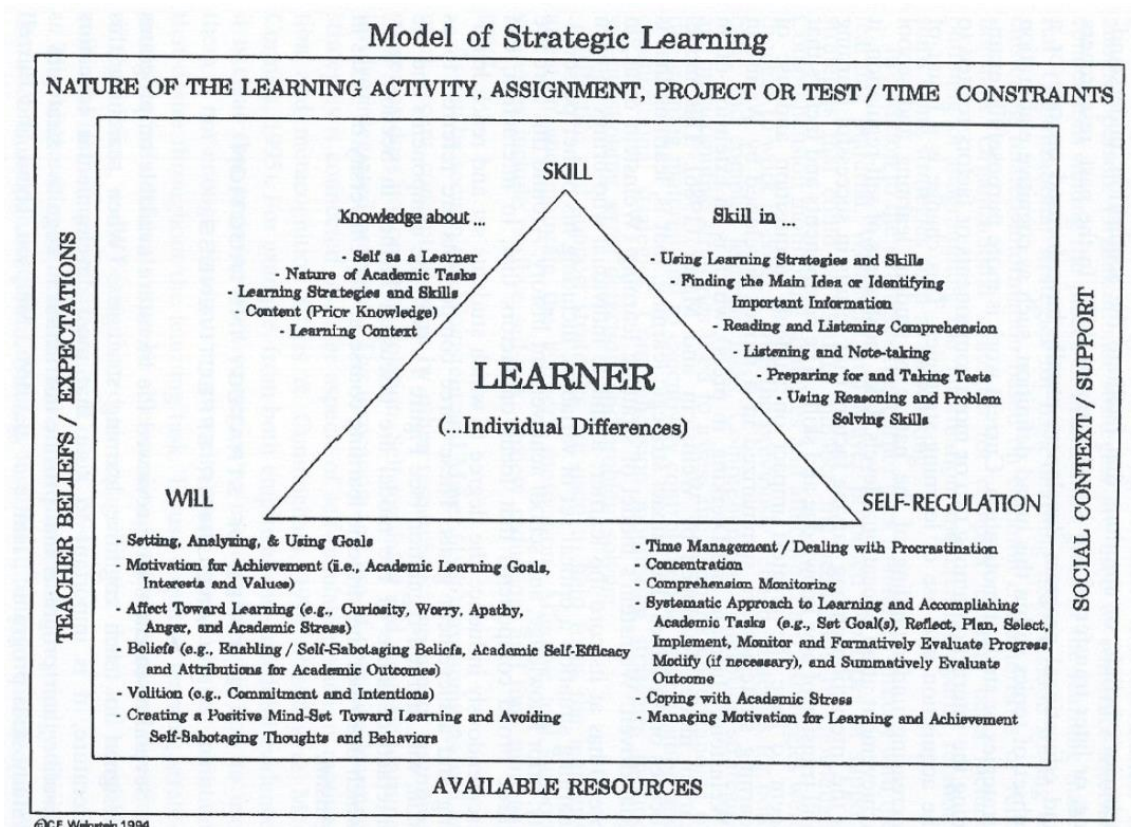 Model of Strategic Learning
NATURE OF THE LEARNING ACTIVITY, ASSIGNMENT, PROJECT OR TEST / TIME CONSTRAINTS
TEACHER BELIEFS / EXPECTATIONS
SKILL
Knowledge about ...
- Self as a Learner
- Nature of Academic Tasks
- Learning Strategies and Skills
- Content (Prior Knowledge)
- Learning Context
Skill in ...
- Using Learning Strategies and Skills
- Finding the Main Idea or Identifying
Important Information
- Reading and Listening Comprehension
- Listening and Note-taking
- Preparing for and Taking Tests
- Using Reasoning and Problem
Solving Skills
LEARNER
(...Individual Differences)
WILL
- Setting, Analyzing, & Using Goals
- Motivation for Achievement (i.e., Academic Learning Goals,
Interests and Values)
- Affect Toward Learning (e.g., Curiosity, Worry, Apathy,
Anger, and Academic Stress)
- Beliefs (e.g., Enabling / Self-Sabotaging Beliefs, Academic Self-Efficacy
and Attributions for Academic Outcomes)
- Volition (e.g., Commitment and Intentions)
- Creating a Positive Mind-Set Toward Learning and Avoiding
Self-Sabotaging Thoughts and Behaviors
SELF-REGULATION
- Time Management / Dealing with Procrastination
- Concentration
- Comprehension Monitoring
- Systematic Approach to Learning and Accomplishing
Academic Tasks (e.g., Set Goal(s), Reflect, Plan, Select,
Implement, Monitor and Formatively Evaluate Progress,
Modify (if necessary), and Summatively Evaluate
Outcome
- Coping with Academic Stress
- Managing Motivation for Learning and Achievement
SOCIAL CONTEXT / SUPPORT
AVAILABLE RESOURCES
©C.E. Weinstein 1994